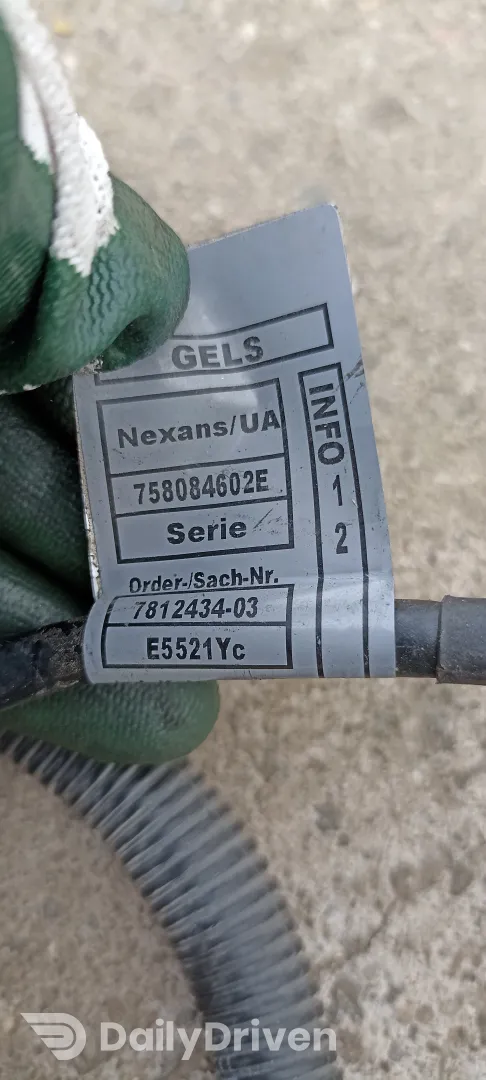 GELS
Nexans/UA
758084602E
Serie
Order-/Sach-Nr.
7812434-03
E5521Yc
INFO 1 2
DailyDriven